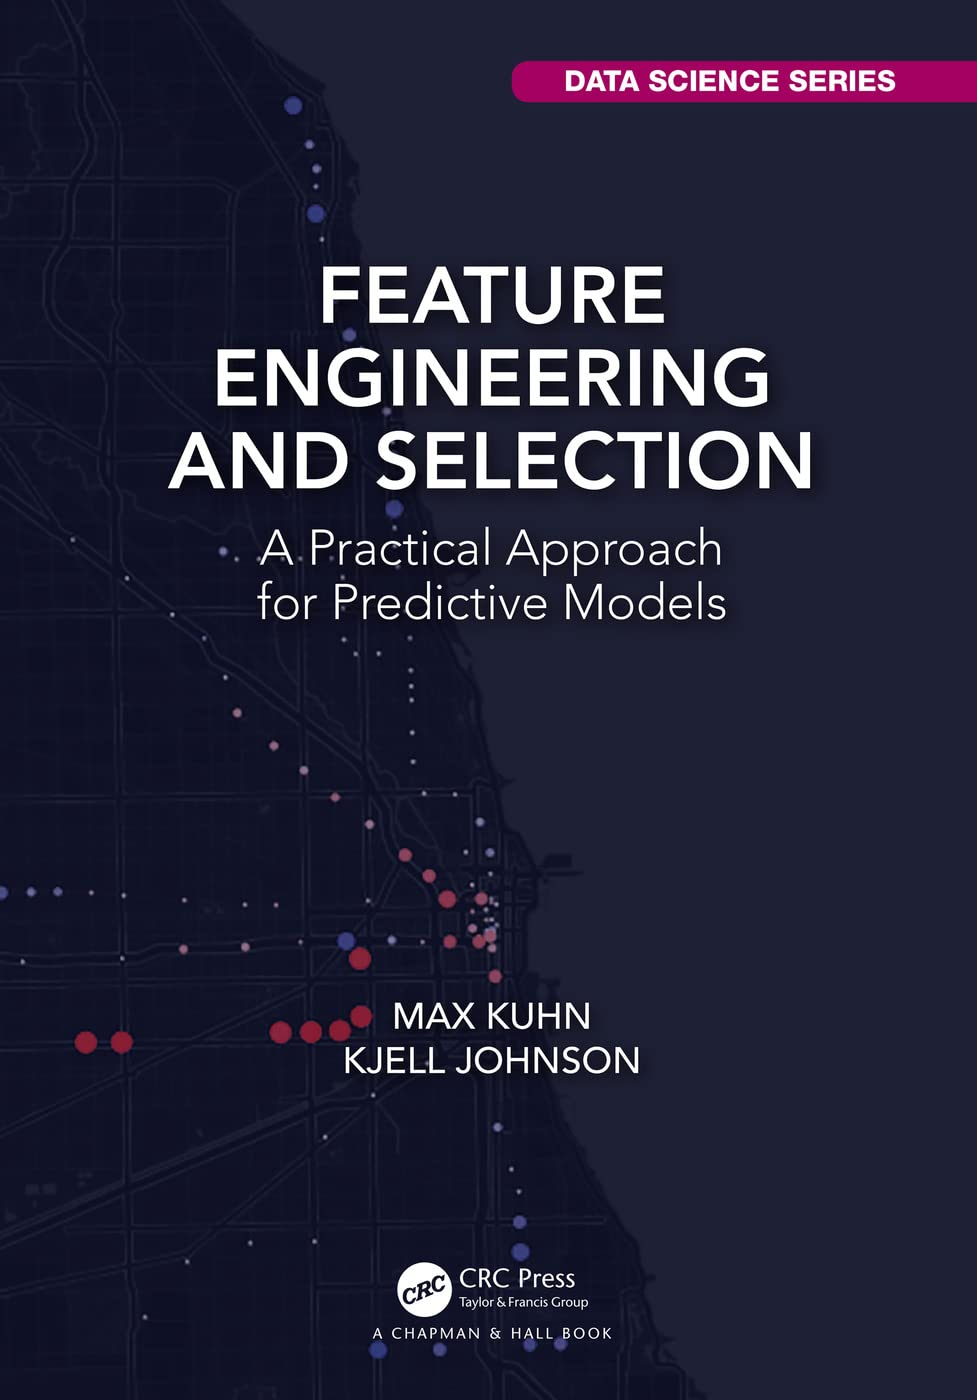 DATA SCIENCE SERIES
FEATURE
ENGINEERING
AND SELECTION
A Practical Approach
for Predictive Models
MAX KUHN
KJELL JOHNSON
CRC
CRC Press
Taylor & Francis Group
A CHAPMAN & HALL BOOK